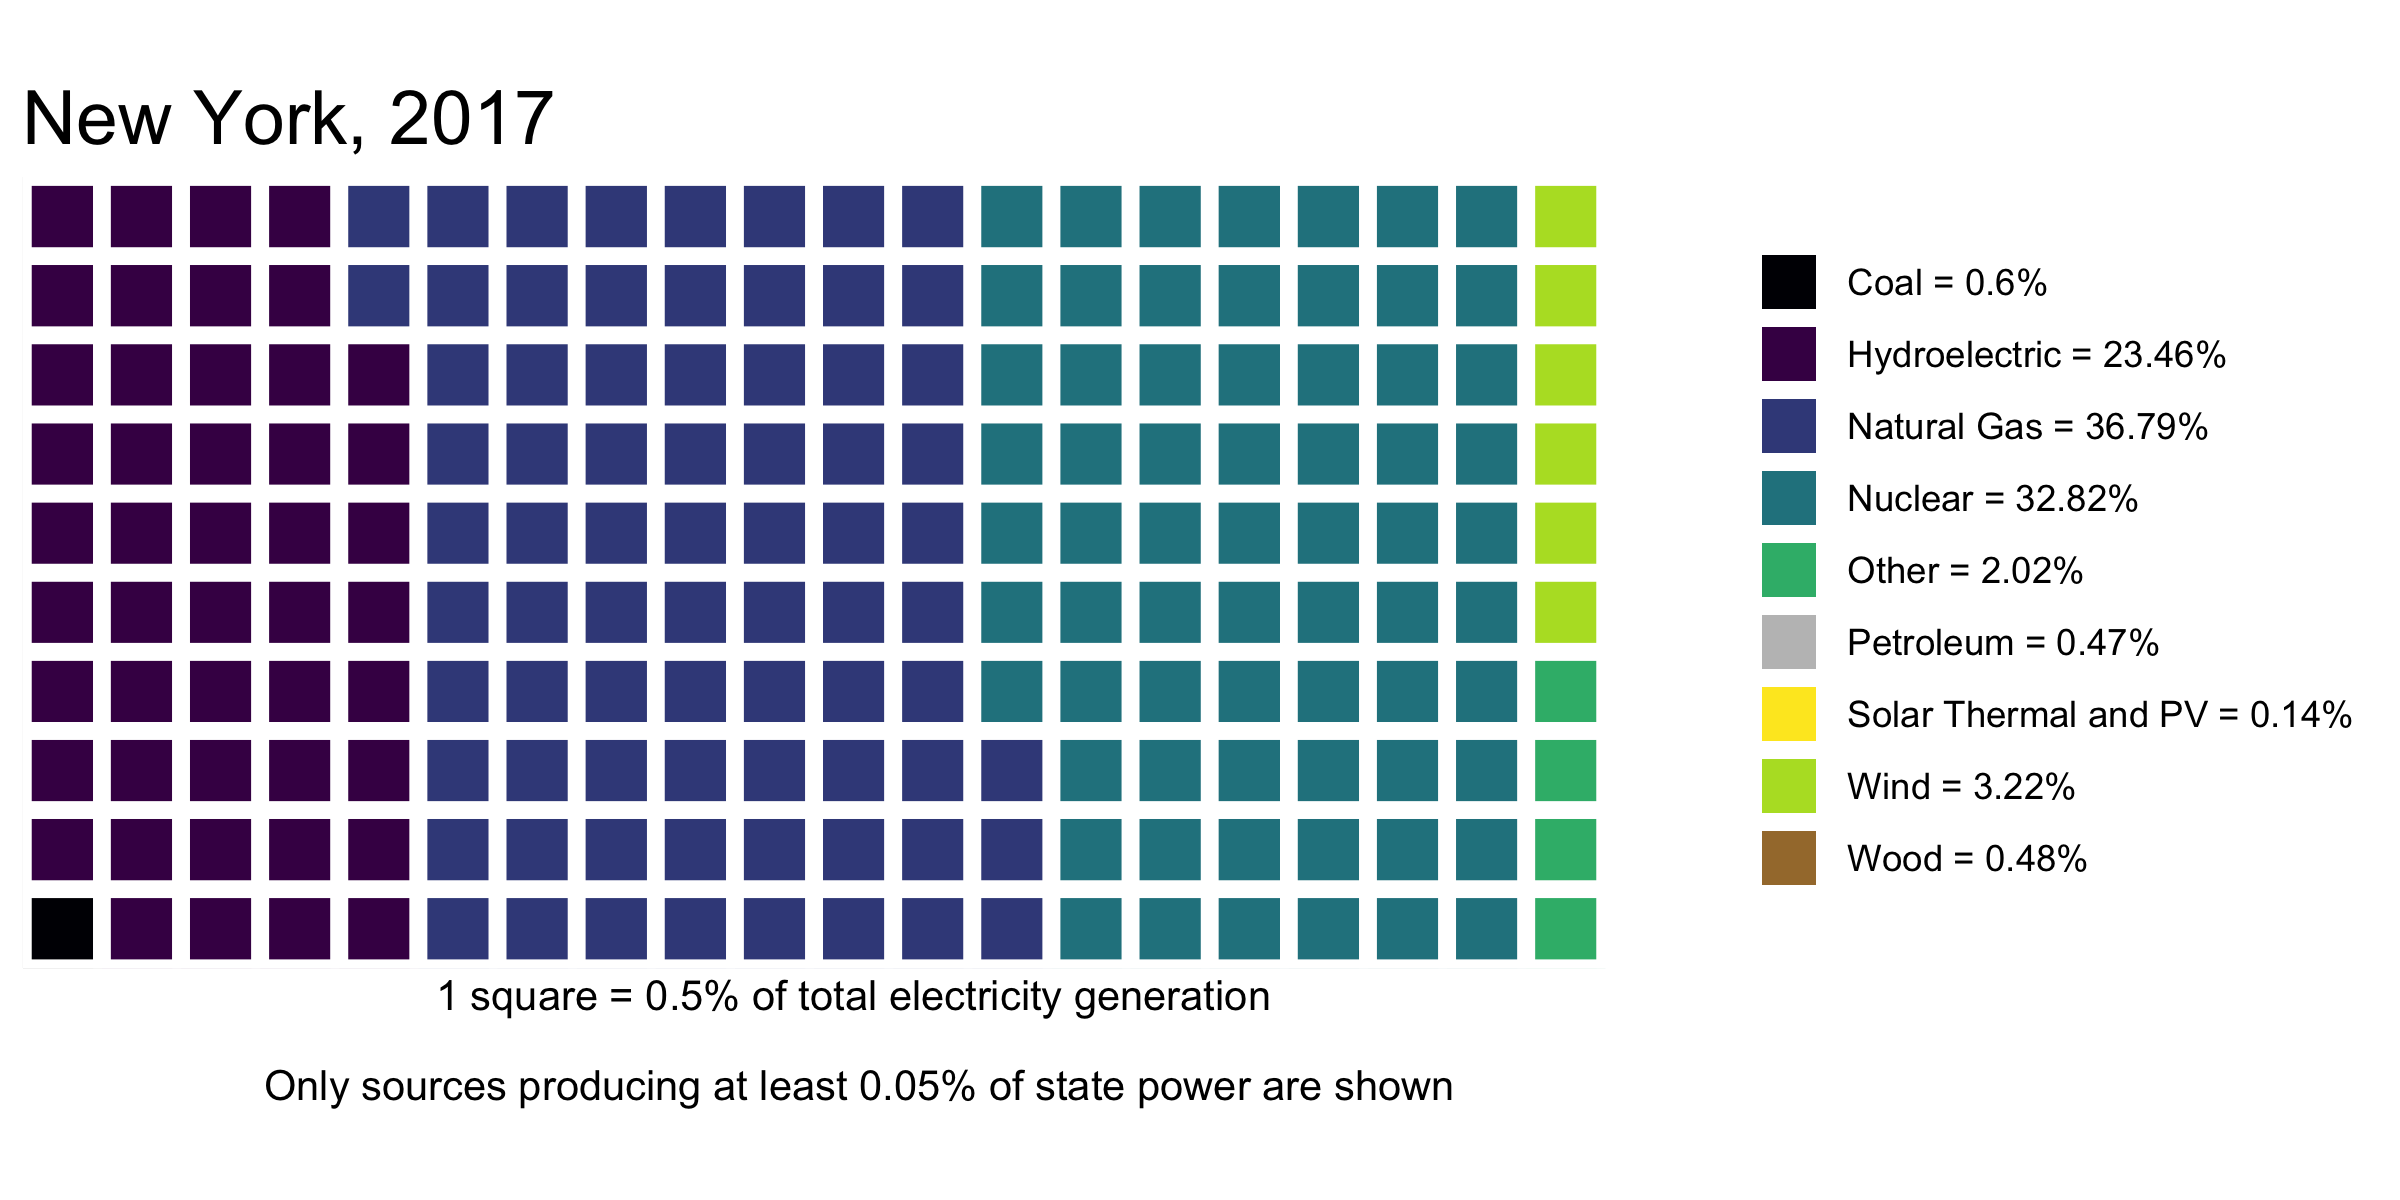 New York, 2017
Coal = 0.6%
Hydroelectric = 23.46%
Natural Gas = 36.79%
Nuclear = 32.82%
Other = 2.02%
Petroleum = 0.47%
Solar Thermal and PV = 0.14%
Wind = 3.22%
Wood = 0.48%
1 square = 0.5% of total electricity generation
Only sources producing at least 0.05% of state power are shown